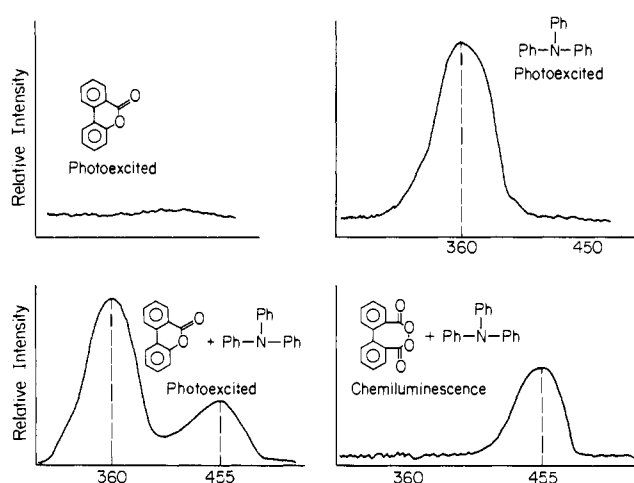 Relative Intensity
O
O
Photoexcited
Ph
Ph—N—Ph
Photoexcited
360 450
Relative Intensity
O
O
+
Ph
Ph—N—Ph
Photoexcited
360 455
O
O
O
O
+
Ph
Ph—N—Ph
Chemiluminescence
360 455